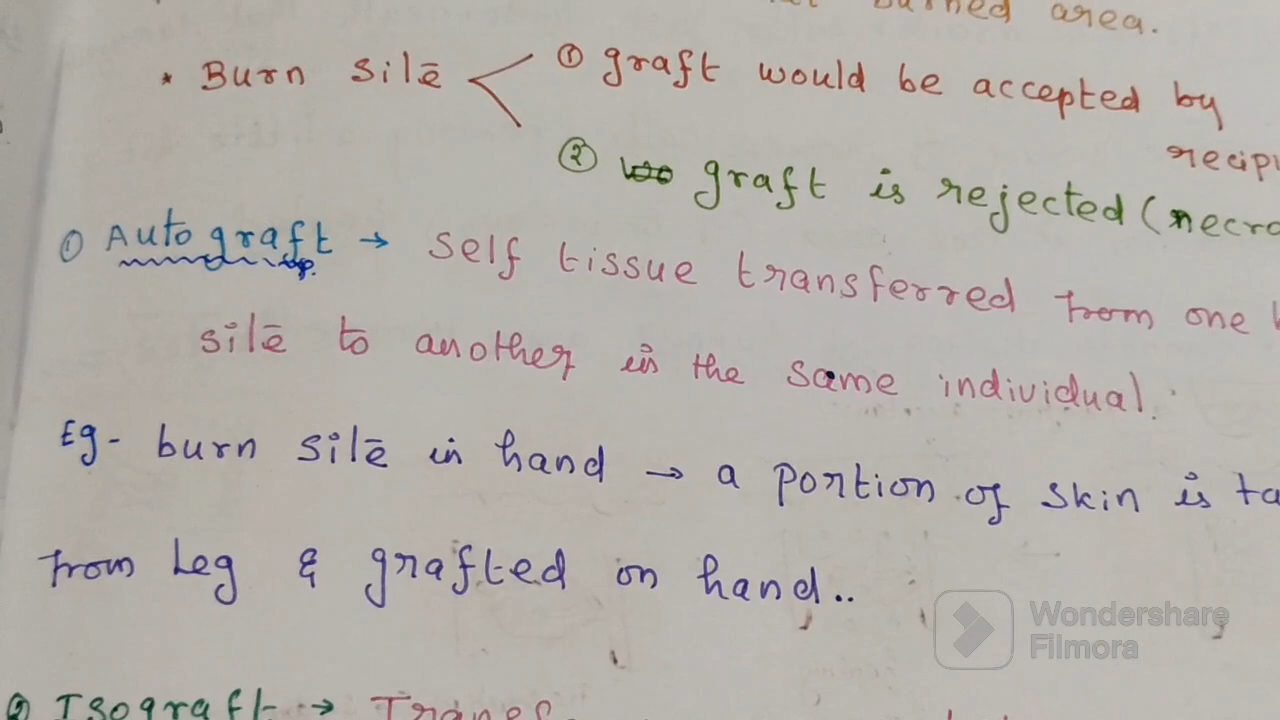 burned area.
* Burn site ① graft would be accepted by
recipi
② graft is rejected (necro
① Autograft → self tissue transferred from one
site to another in the same individual.
Eg - burn site in hand → a portion of skin is ta
from Leg & grafted on hand..
② Isograft → Transf
Wondershare
Filmora